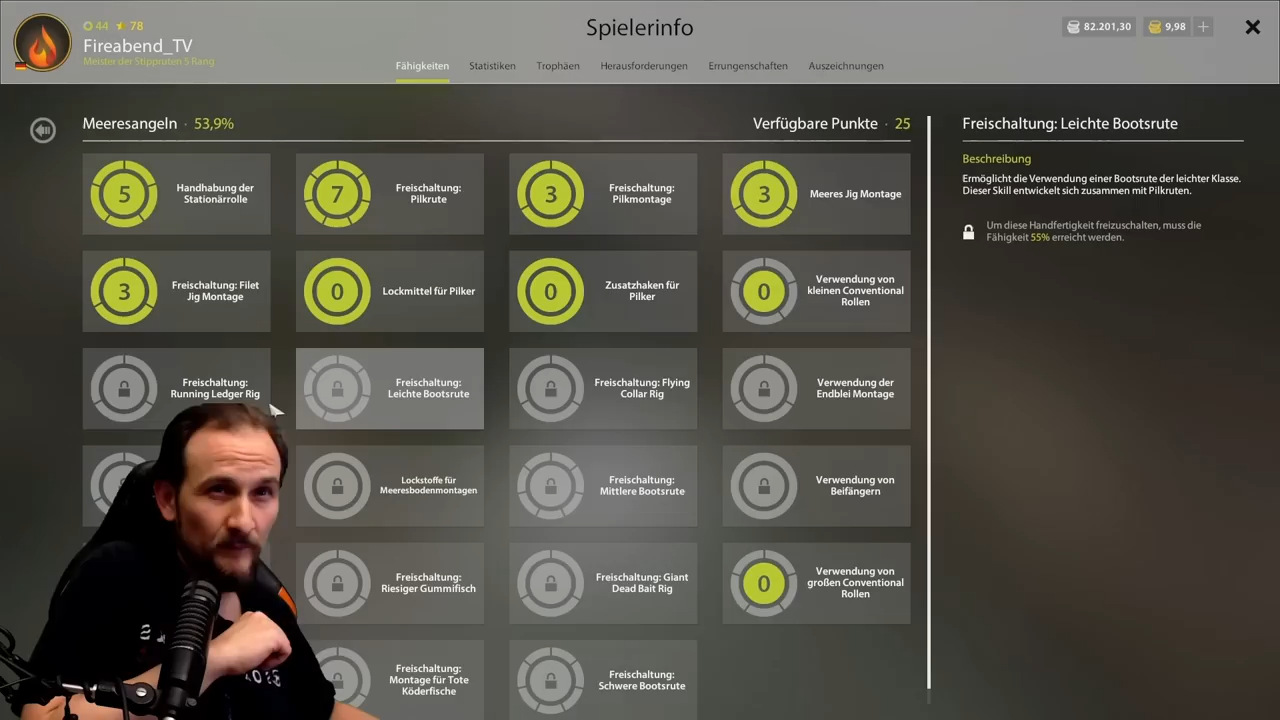 44 78
Fireabend_TV
Meister der Stippruten 5 Rang
Spielerinfo
82.201,30
9,98 +
Fähigkeiten
Statistiken
Trophäen
Herausforderungen
Errungenschaften
Auszeichnungen
Meeresangeln · 53,9%
Verfügbare Punkte · 25
5
Handhabung der
Stationärrolle
7
Freischaltung:
Pilkrute
3
Freischaltung:
Pilkmontage
3
Meeres Jig Montage
3
Freischaltung: Filet
Jig Montage
0
Lockmittel für Pilker
0
Zusatzhaken für
Pilker
0
Verwendung von
kleinen Conventional
Rollen
Freischaltung:
Running Ledger Rig
Freischaltung:
Leichte Bootsrute
Freischaltung: Flying
Collar Rig
Verwendung der
Endblei Montage
Lockstoffe für
Meeresbodenmontagen
Freischaltung:
Mittlere Bootsrute
Verwendung von
Beifängern
Freischaltung:
Riesiger Gummifisch
Freischaltung: Giant
Dead Bait Rig
0
Verwendung von
großen Conventional
Rollen
Freischaltung:
Montage für Tote
Köderfische
Freischaltung:
Schwere Bootsrute
Freischaltung: Leichte Bootsrute
Beschreibung
Ermöglicht die Verwendung einer Bootsrute der leichter Klasse.
Dieser Skill entwickelt sich zusammen mit Pilkruten.
Um diese Handfertigkeit freizuschalten, muss die
Fähigkeit 55% erreicht werden.